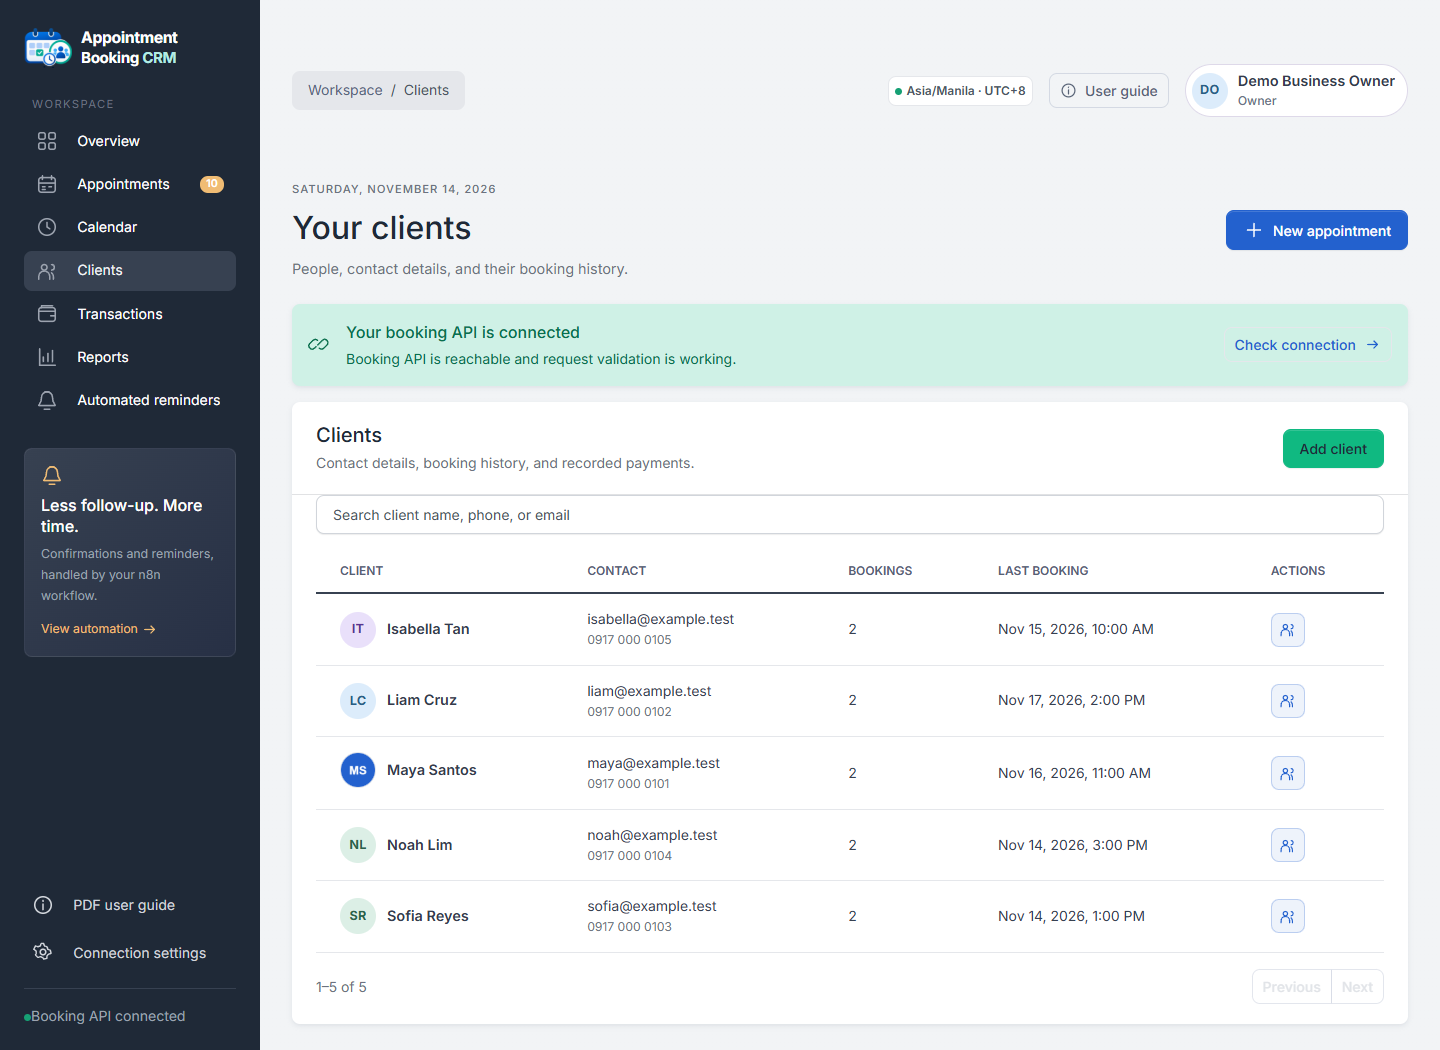 Appointment
Booking CRM
WORKSPACE
Overview
Appointments 10
Calendar
Clients
Transactions
Reports
Automated reminders
Less follow-up. More
time.
Confirmations and reminders,
handled by your n8n
workflow.
View automation →
PDF user guide
Connection settings
Booking API connected
Workspace / Clients
Asia/Manila · UTC+8
User guide
DO
Demo Business Owner
Owner
SATURDAY, NOVEMBER 14, 2026
Your clients
People, contact details, and their booking history.
+ New appointment
Your booking API is connected
Booking API is reachable and request validation is working.
Check connection →
Clients
Contact details, booking history, and recorded payments.
Add client
Search client name, phone, or email
CLIENT CONTACT BOOKINGS LAST BOOKING ACTIONS
IT Isabella Tan isabella@example.test 2 Nov 15, 2026, 10:00 AM
0917 000 0105
LC Liam Cruz liam@example.test 2 Nov 17, 2026, 2:00 PM
0917 000 0102
MS Maya Santos maya@example.test 2 Nov 16, 2026, 11:00 AM
0917 000 0101
NL Noah Lim noah@example.test 2 Nov 14, 2026, 3:00 PM
0917 000 0104
SR Sofia Reyes sofia@example.test 2 Nov 14, 2026, 1:00 PM
0917 000 0103
1–5 of 5
Previous Next